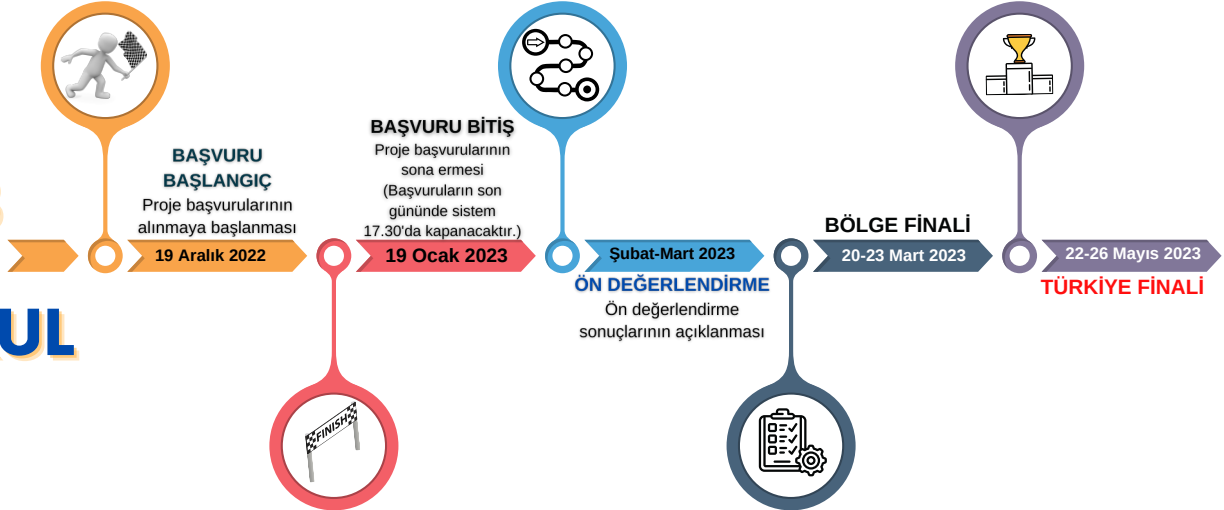 BAŞVURU
BAŞLANGIÇ
Proje başvurularının
alınmaya başlanması
19 Aralık 2022
BAŞVURU BİTİŞ
Proje başvurularının
sona ermesi
(Başvuruların son
gününde sistem
17.30'da kapanacaktır.)
19 Ocak 2023
FINISH
Şubat-Mart 2023
ÖN DEĞERLENDİRME
Ön değerlendirme
sonuçlarının açıklanması
BÖLGE FİNALİ
20-23 Mart 2023
22-26 Mayıs 2023
TÜRKİYE FİNALİ
UL